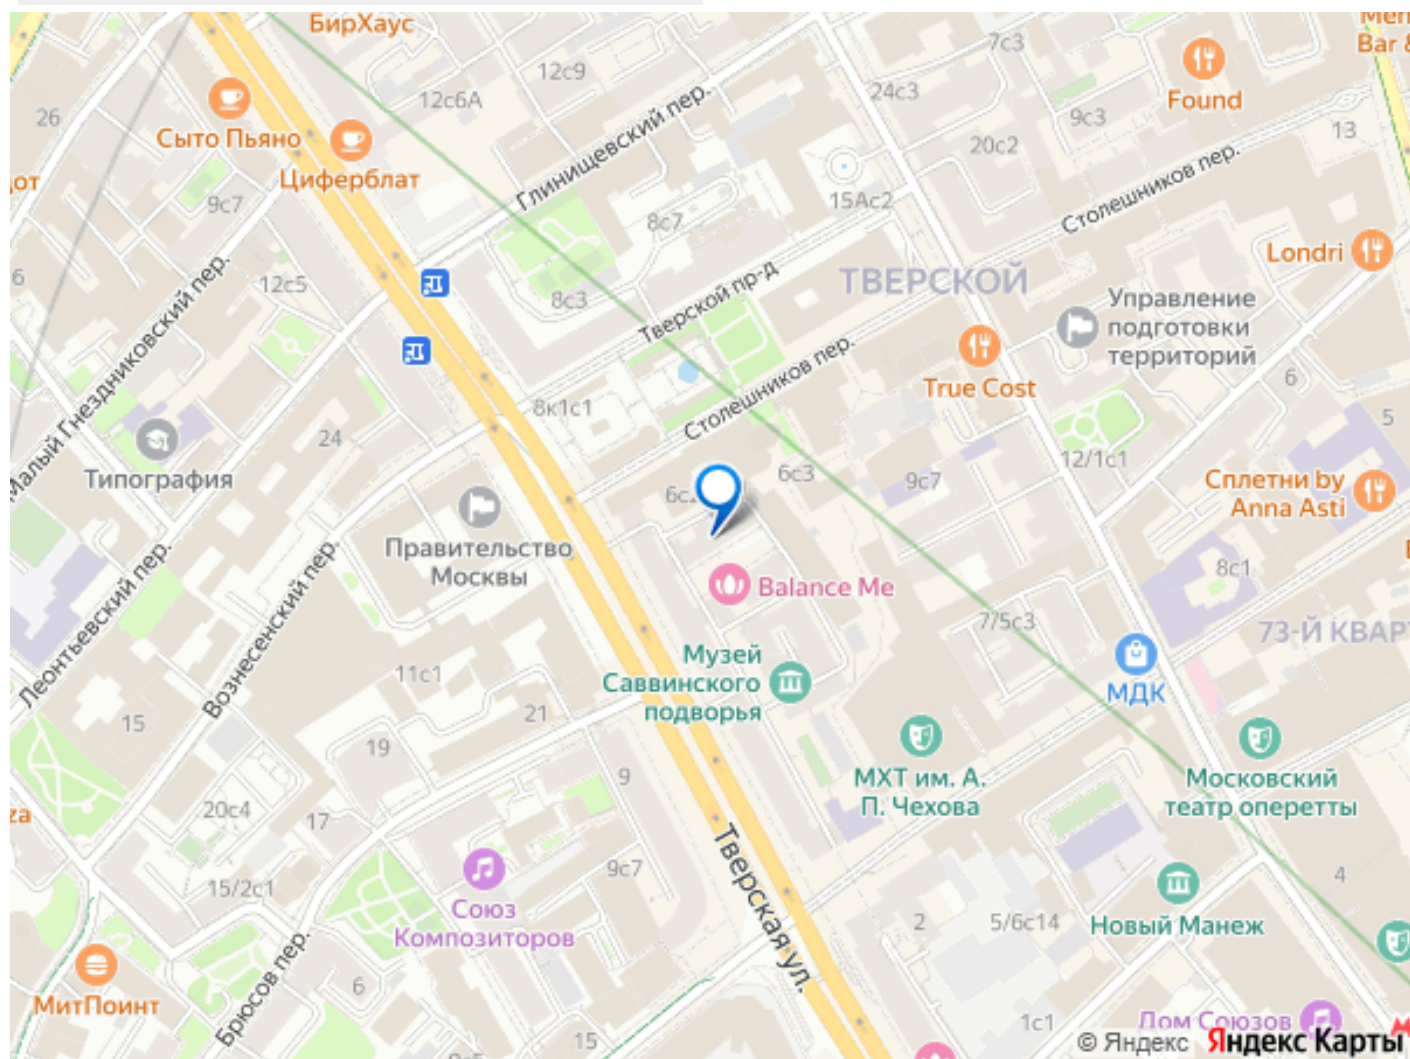 БирХаус
7с3
Bar &
12с9
12с6А
24с3
Found
26
9с3
13
Сыто Пьяно
20с2
Глинищевский пер.
Циферблат
от
9с7
8с7
15Ас2
Столешников пер.
Londri
6
12с5
Малый Гнездниковский пер.
8с3
Тверской пр-д
ТВЕРСКОЙ
Управление
подготовки
территорий
Столешников пер.
True Cost
6
8к1с1
5
24
Типография
12/1с1
6с3
9с7
Сплетни by
Anna Asti
Правительство
Москвы
Balance Me
8с1
Леонтьевский пер.
Вознесенский пер.
7/5с3
73-Й КВАР
Музей
Саввинского
подворья
МДК
11с1
21
15
19
9
МХТ им. А.
П. Чехова
Московский
театр оперетты
za
20с4
17
9с7
4
15/2с1
Тверская ул.
Союз
Композиторов
2
5/6с14
Новый Манеж
Брюсов пер.
МитПоинт
6
1с1
15
9с6
Дом Союзов
© Яндекс Яндекс Карты